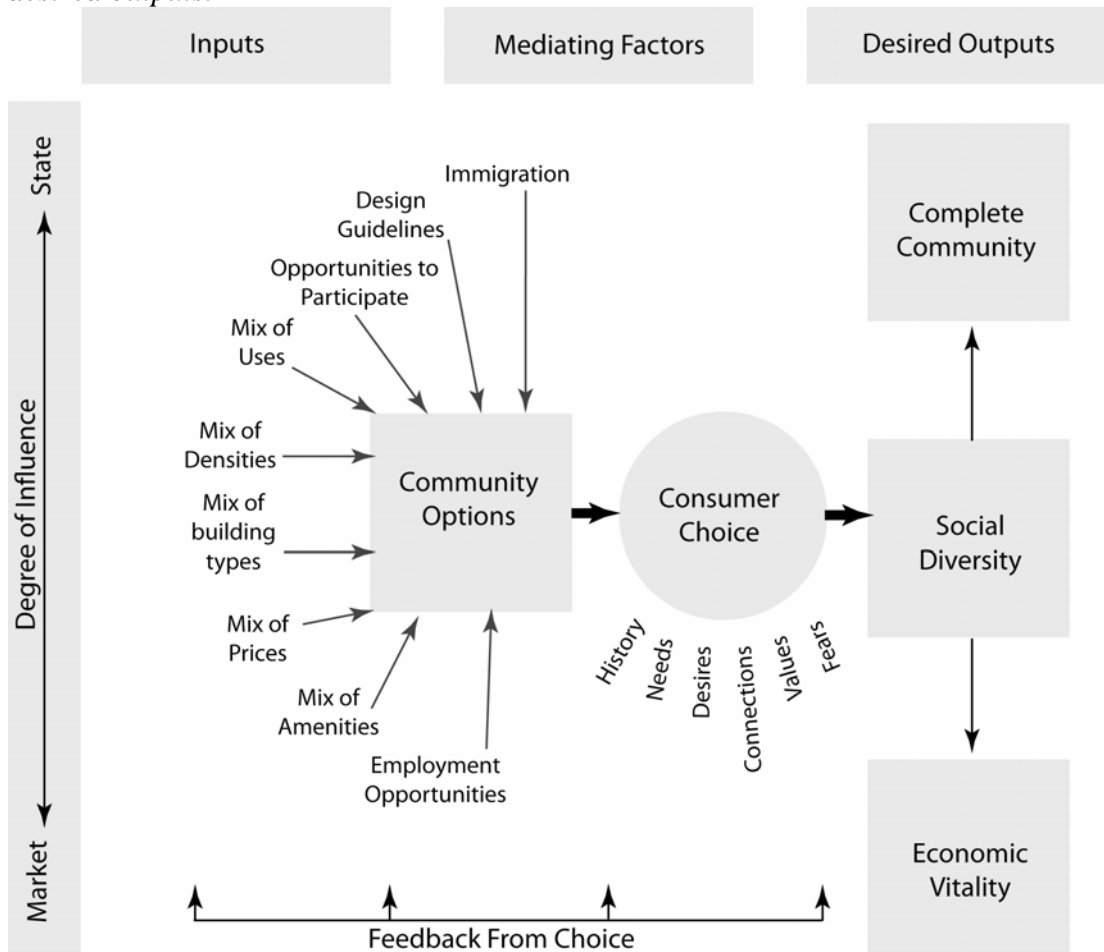 desired outputs.
Inputs
Mediating Factors
Desired Outputs
State
Degree of Influence
Market
Immigration
Design
Guidelines
Opportunities to
Participate
Mix of
Uses
Mix of
Densities
Mix of
building
types
Mix of
Prices
Mix of
Amenities
Employment
Opportunities
Community
Options
Consumer
Choice
History
Needs
Desires
Connections
Values
Fears
Complete
Community
Social
Diversity
Economic
Vitality
Feedback From Choice